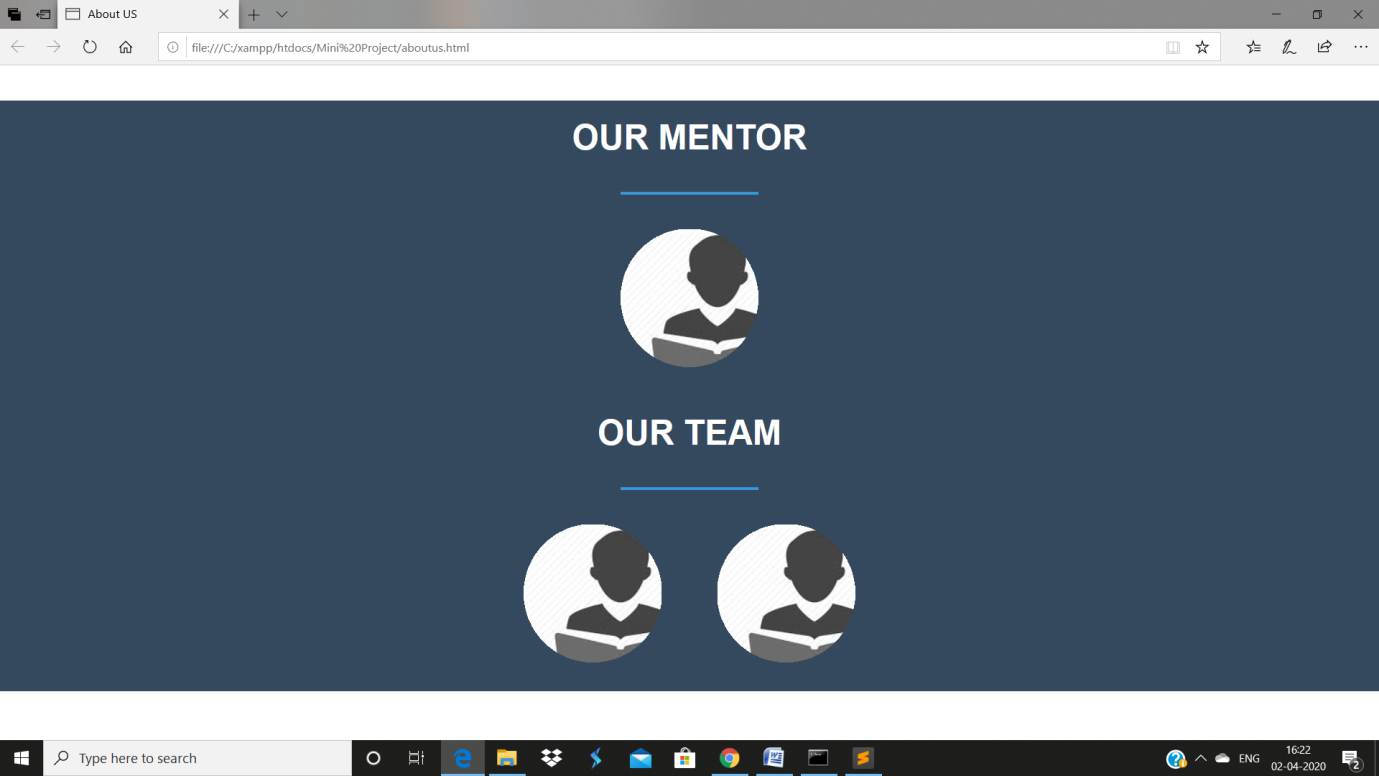 About US
file:///C:/xampp/htdocs/Mini%20Project/aboutus.html
OUR MENTOR
OUR TEAM
Type here to search
ENG
16:22
02-04-2020
2